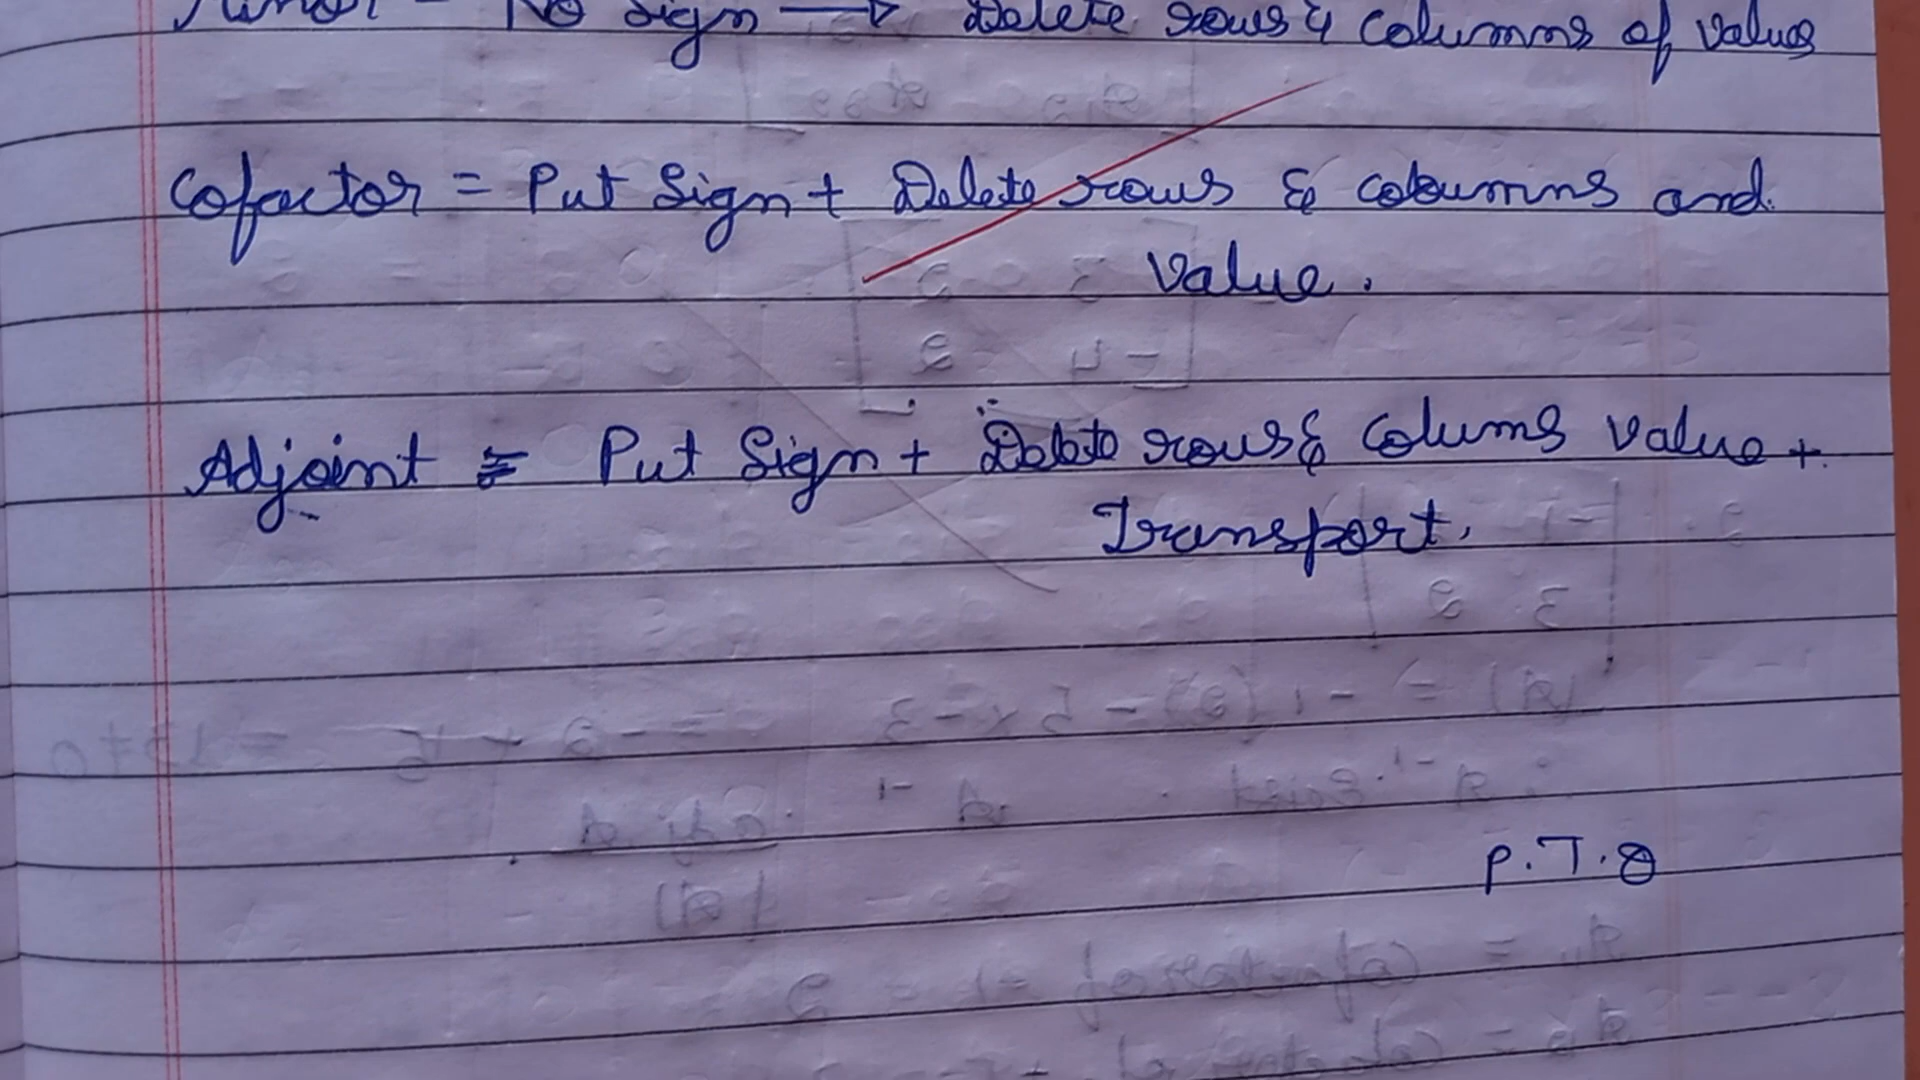 Minor - No Sign → Delete rows & Columns of Values
Cofactor = Put Sign + Delete rows & columns and
Value.
Adjoint = Put Sign + Delete rows & Colums Value +
Transport.
P.T.O